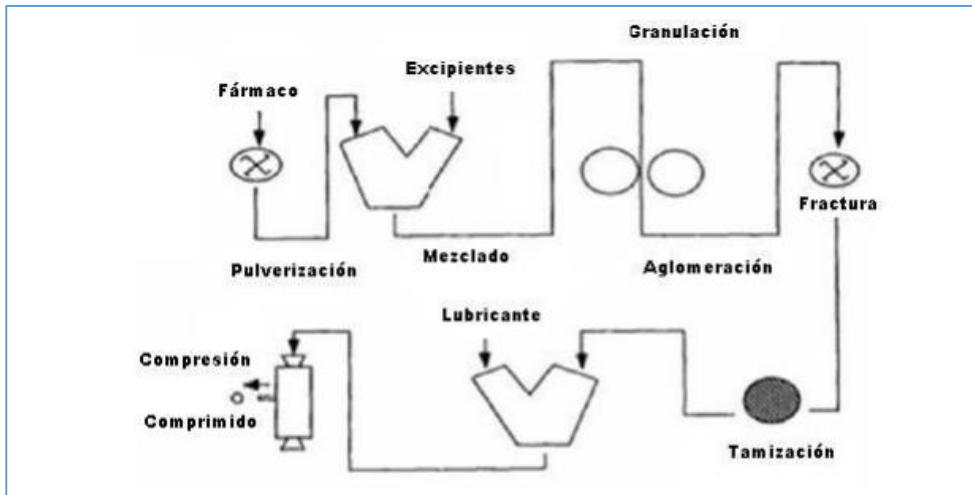 Granulación
Excipientes
Fármaco
Fractura
Mezclado
Aglomeración
Pulverización
Lubricante
Compresión
Comprimido
Tamización